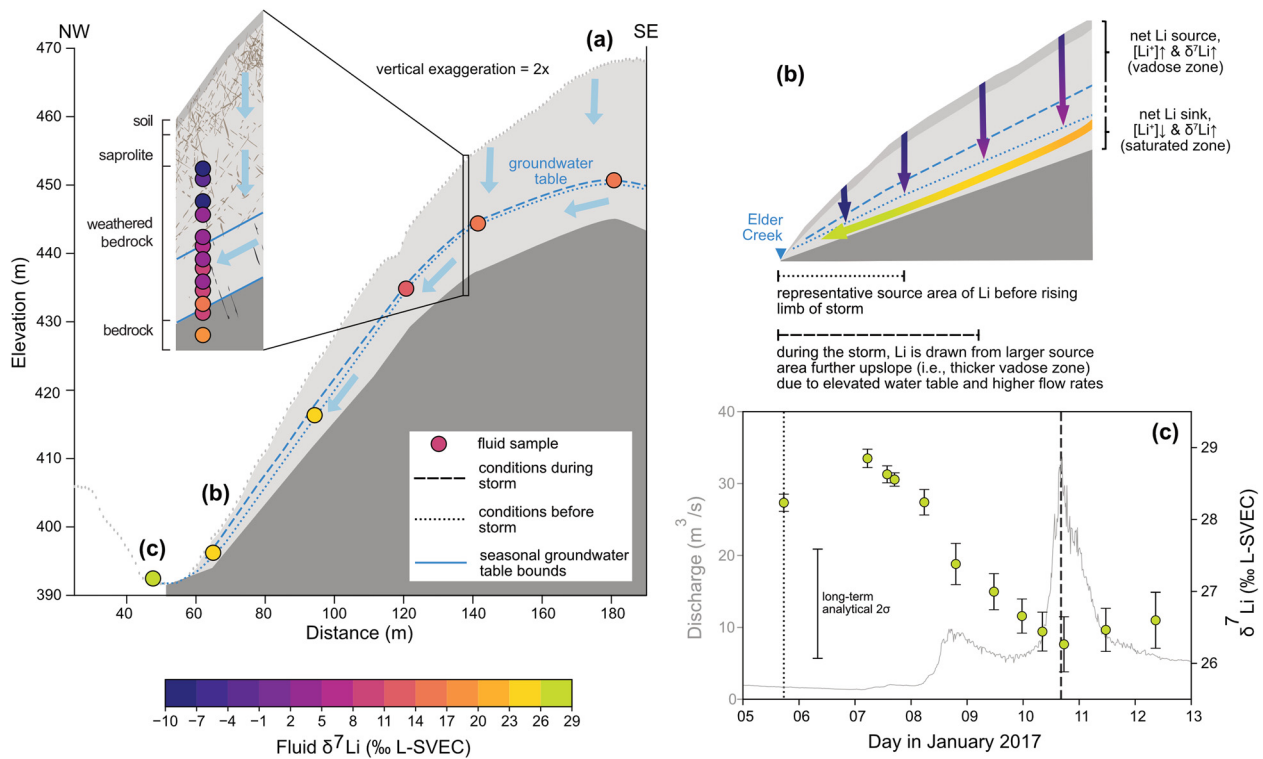 NW
SE
(a)
vertical exaggeration = 2x
470
460
450
440
430
420
410
400
390
Elevation (m)
soil
saprolite
weathered
bedrock
bedrock
groundwater
table
(b)
(c)
fluid sample
conditions during
storm
conditions before
storm
seasonal groundwater
table bounds
40
60
80
100
120
140
160
180
Distance (m)
−10
−7
−4
−1
2
5
8
11
14
17
20
23
26
29
Fluid δ⁷Li (‰ L-SVEC)
(b)
net Li source,
[Li⁺]↑ & δ⁷Li↑
(vadose zone)
net Li sink,
[Li⁺]↓ & δ⁷Li↑
(saturated zone)
Elder
Creek
representative source area of Li before rising
limb of storm
during the storm, Li is drawn from larger source
area further upslope (i.e., thicker vadose zone)
due to elevated water table and higher flow rates
(c)
40
30
20
10
0
Discharge (m³/s)
long-term
analytical 2σ
29
28
27
26
δ⁷ Li (‰ L-SVEC)
05
06
07
08
09
10
11
12
13
Day in January 2017